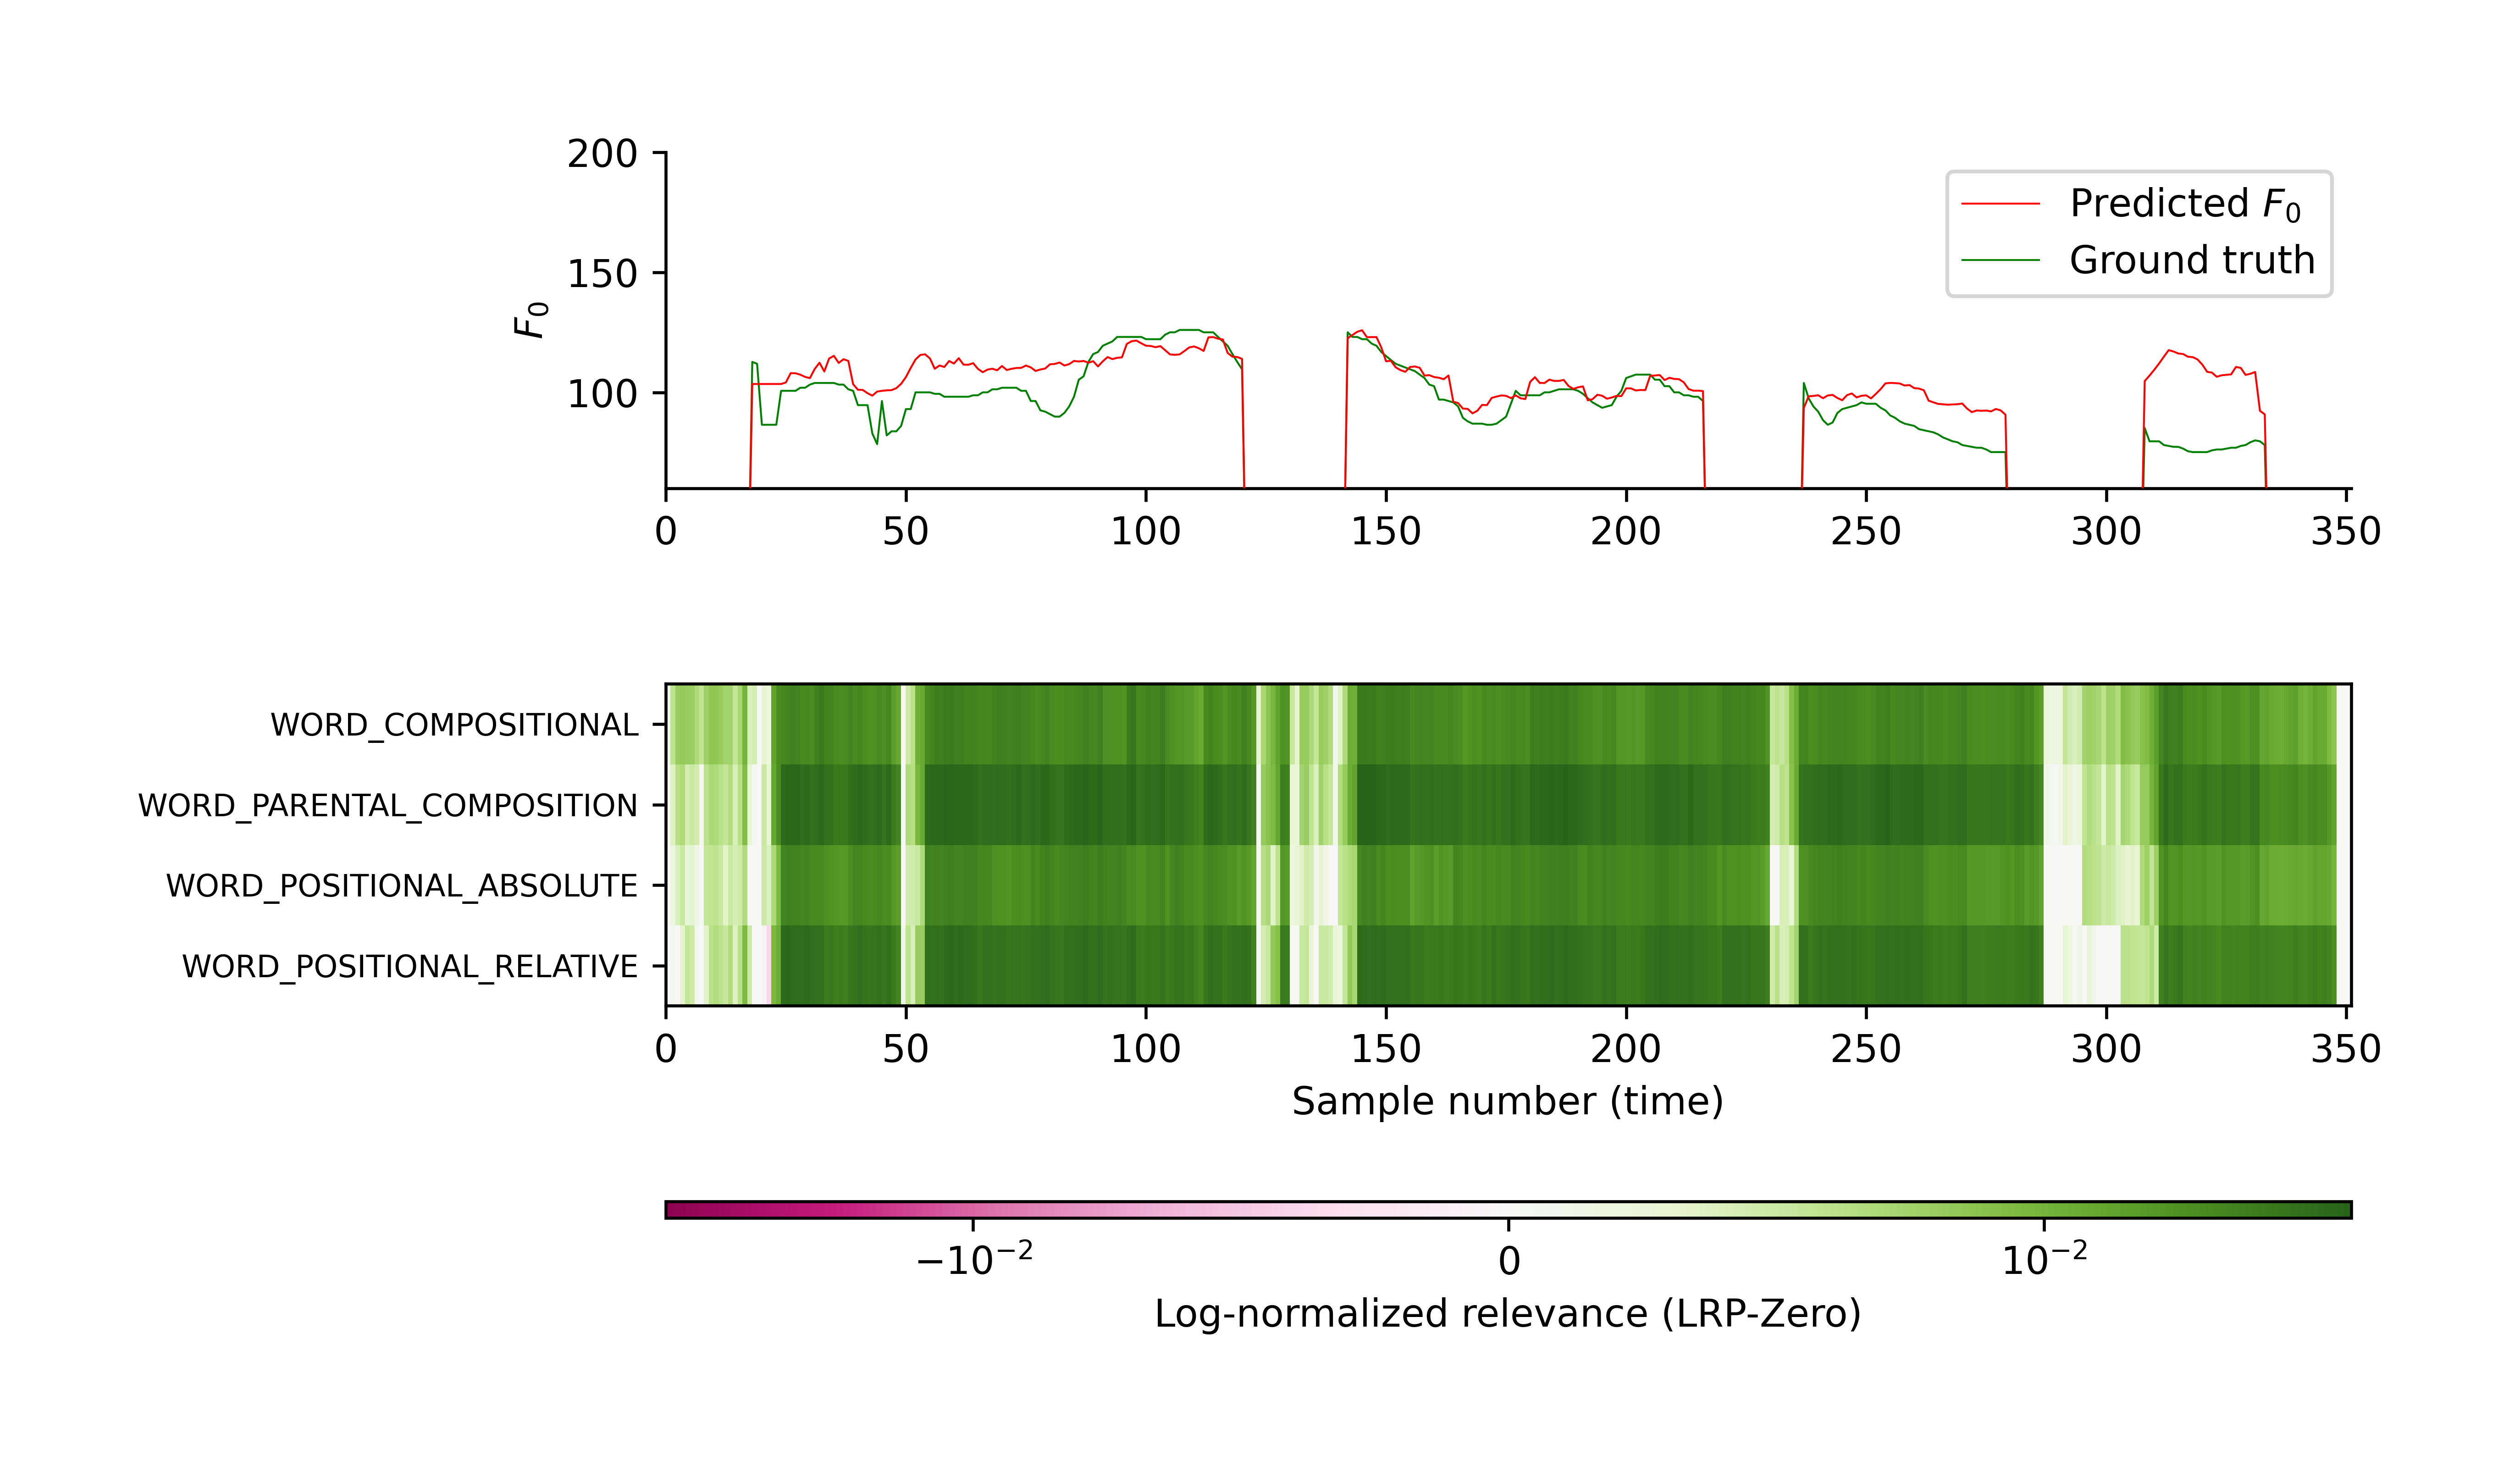 200
150
100
F0
Predicted F0
Ground truth
0 50 100 150 200 250 300 350
WORD_COMPOSITIONAL
WORD_PARENTAL_COMPOSITION
WORD_POSITIONAL_ABSOLUTE
WORD_POSITIONAL_RELATIVE
0 50 100 150 200 250 300 350
Sample number (time)
−10⁻² 0 10⁻²
Log-normalized relevance (LRP-Zero)